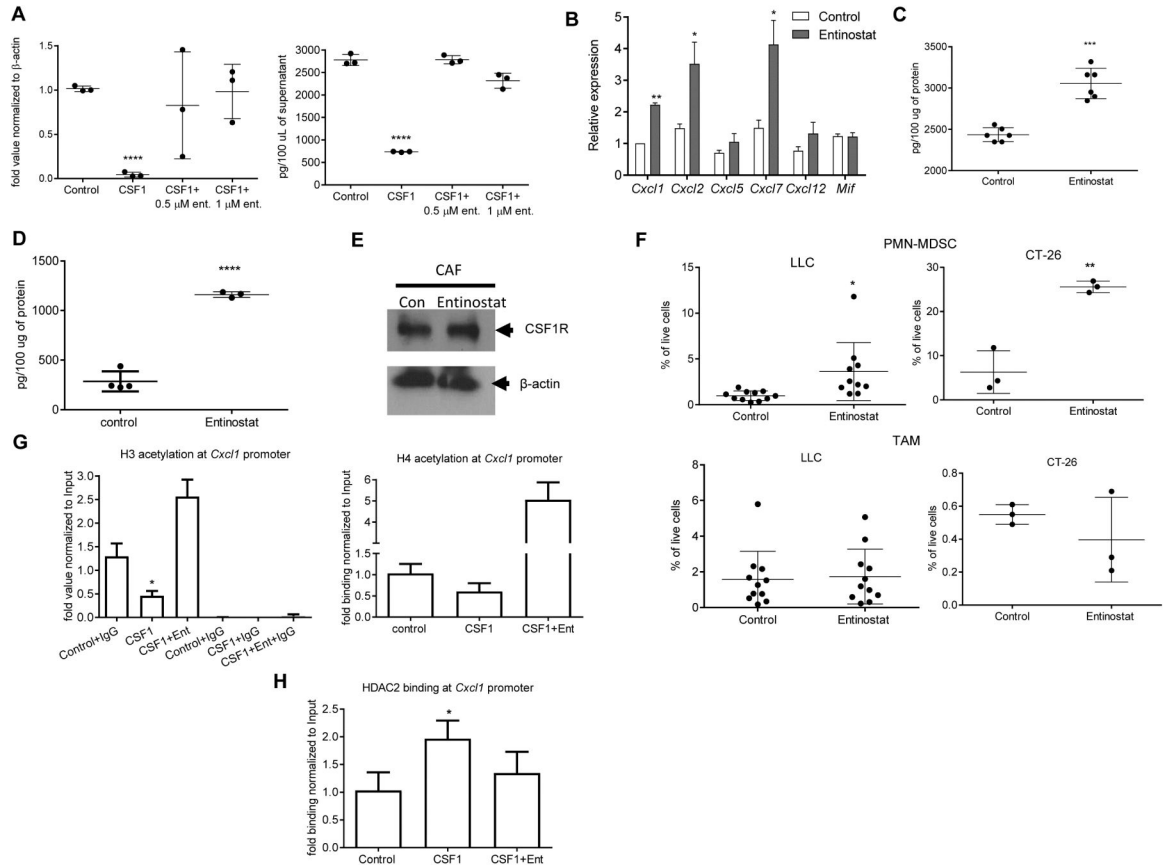 A
fold value normalized to β-actin
1.5
1.0
0.5
0.0
****
Control
CSF1
CSF1+
0.5 μM ent.
CSF1+
1 μM ent.
pg/100 uL of supernatant
3000
2500
2000
1500
1000
500
0
****
Control
CSF1
CSF1+
0.5 μM ent.
CSF1+
1 μM ent.
B
Relative expression
5
4
3
2
1
0
**
*
*
Control
Entinostat
Cxcl1 Cxcl2 Cxcl5 Cxcl7 Cxcl12 Mif
C
pg/100 ug of protein
3500
3000
2500
2000
***
Control
Entinostat
D
pg/100 ug of protein
1500
1000
500
0
****
control
Entinostat
E
CAF
Con Entinostat
CSF1R
β-actin
F
PMN-MDSC
LLC
% of live cells
15
10
5
0
*
Control
Entinostat
CT-26
% of live cells
30
20
10
0
**
Control
Entinostat
TAM
LLC
% of live cells
8
6
4
2
0
Control
Entinostat
CT-26
% of live cells
0.8
0.6
0.4
0.2
0.0
Control
Entinostat
G
H3 acetylation at Cxcl1 promoter
fold value normalized to Input
3.0
2.5
2.0
1.5
1.0
0.5
0.0
*
Control+IgG
CSF1
CSF1+Ent
Control+IgG
CSF1+IgG
CSF1+Ent+IgG
H4 acetylation at Cxcl1 promoter
fold binding normalized to Input
6
5
4
1.5
1.0
0.5
0.0
control
CSF1
CSF1+Ent
H
HDAC2 binding at Cxcl1 promoter
fold binding normalized to Input
2.5
2.0
1.5
1.0
0.5
0.0
*
Control
CSF1
CSF1+Ent